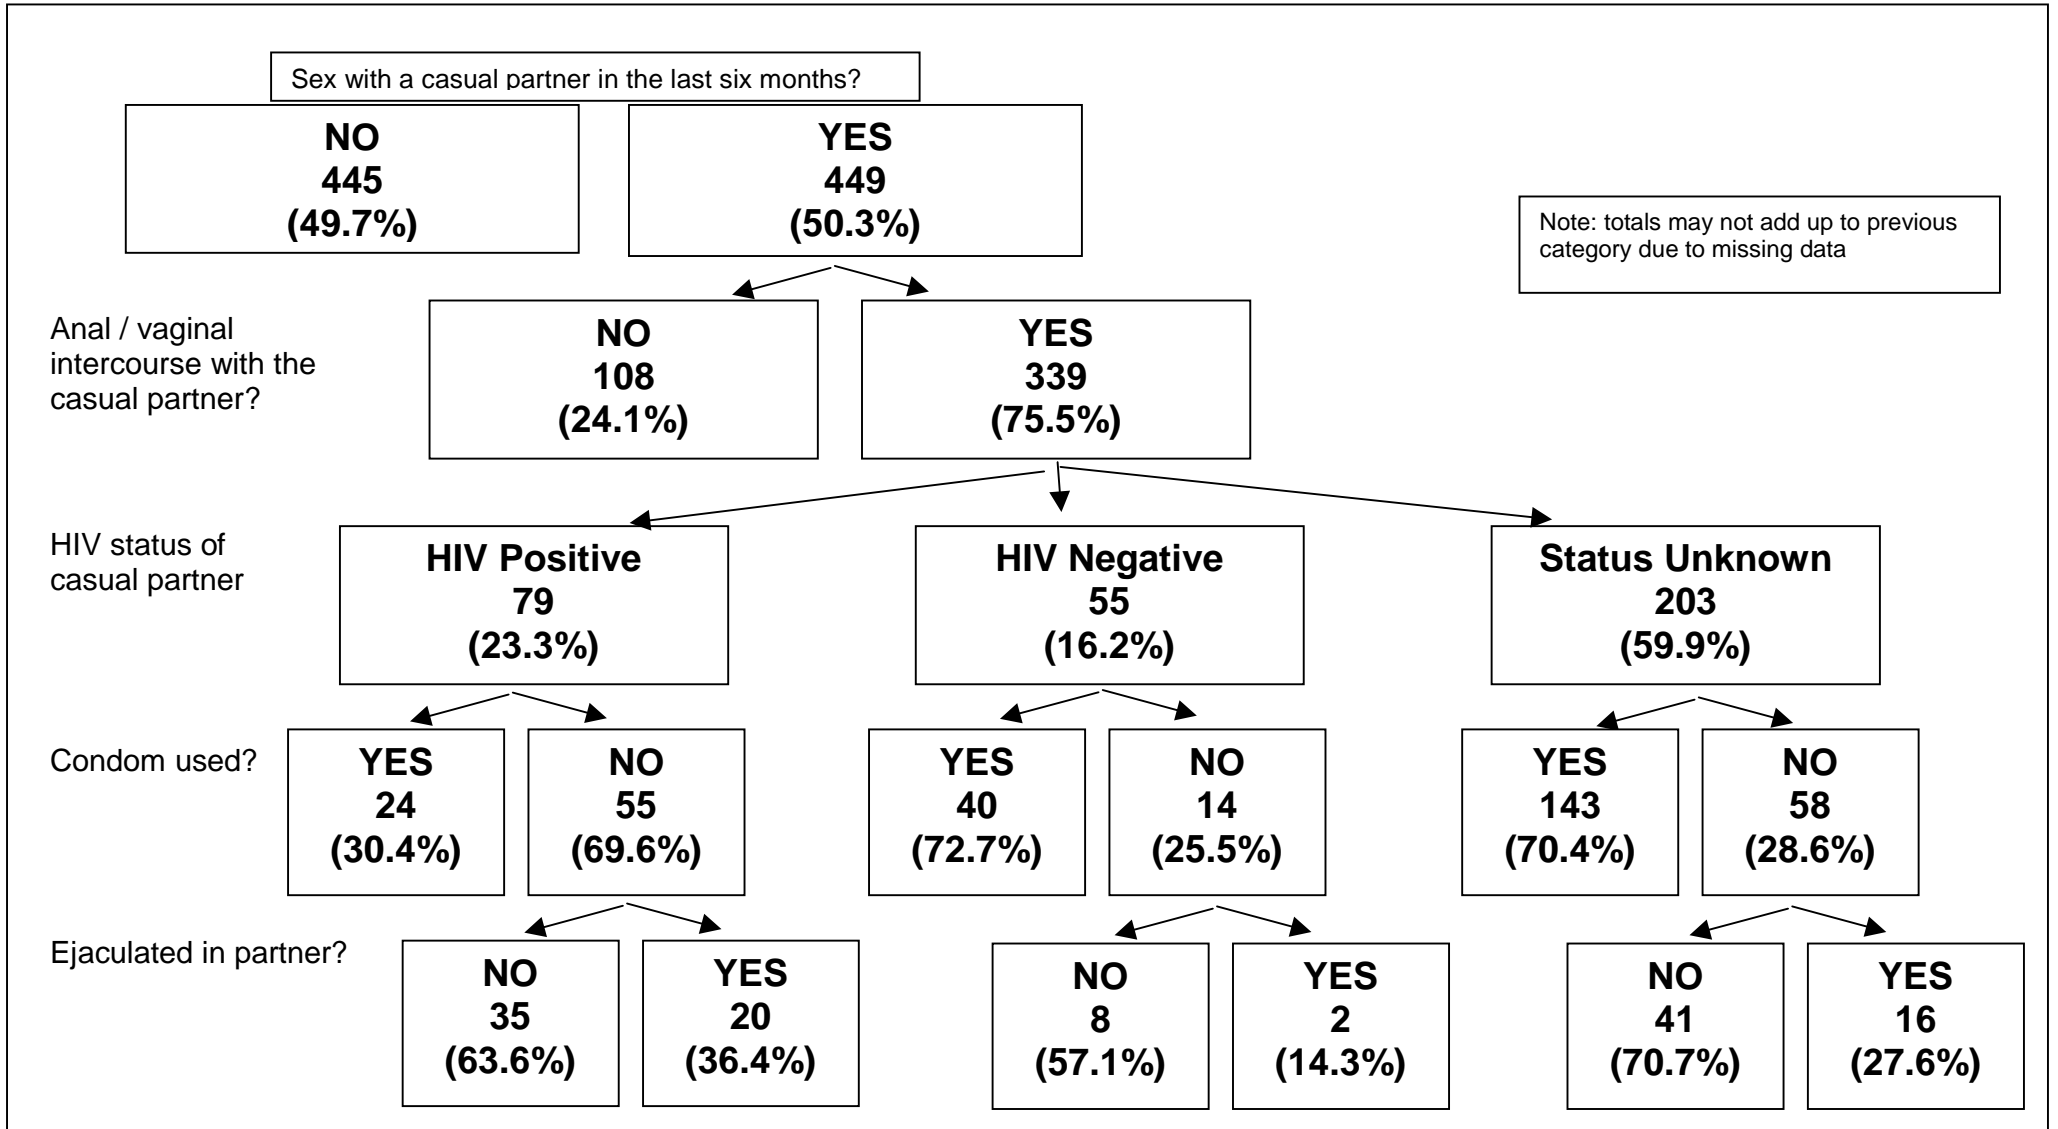 Sex with a casual partner in the last six months?
NO
445
(49.7%)
YES
449
(50.3%)
Note: totals may not add up to previous
category due to missing data
Anal / vaginal
intercourse with the
casual partner?
NO
108
(24.1%)
YES
339
(75.5%)
HIV status of
casual partner
HIV Positive
79
(23.3%)
HIV Negative
55
(16.2%)
Status Unknown
203
(59.9%)
Condom used?
YES
24
(30.4%)
NO
55
(69.6%)
YES
40
(72.7%)
NO
14
(25.5%)
YES
143
(70.4%)
NO
58
(28.6%)
Ejaculated in partner?
NO
35
(63.6%)
YES
20
(36.4%)
NO
8
(57.1%)
YES
2
(14.3%)
NO
41
(70.7%)
YES
16
(27.6%)